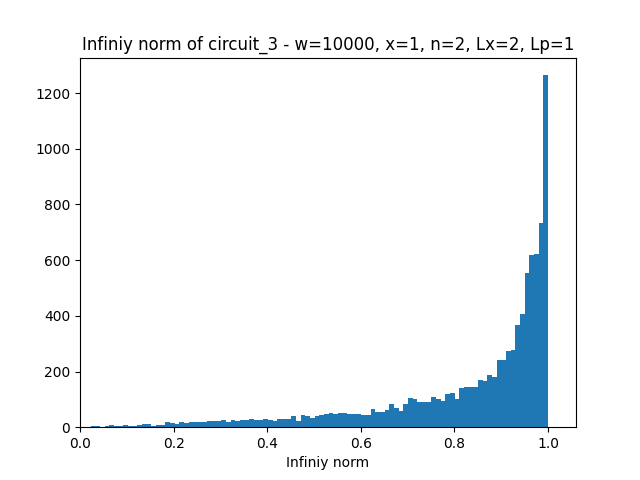 Infiniy norm of circuit_3 - w=10000, x=1, n=2, Lx=2, Lp=1
1200
1000
800
600
400
200
0
0.0 0.2 0.4 0.6 0.8 1.0
Infiniy norm